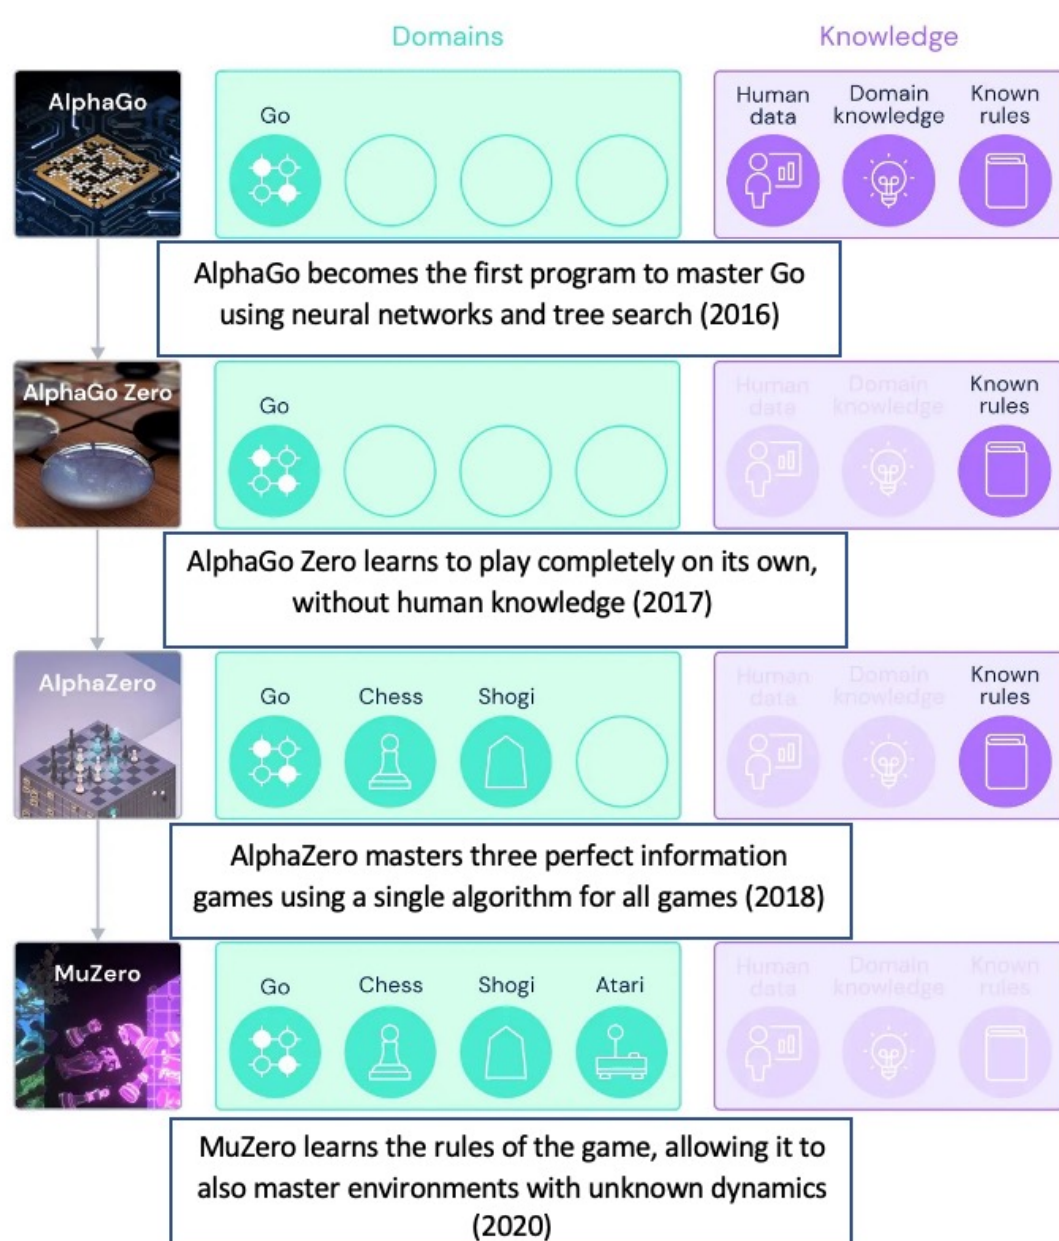 Domains
Knowledge
AlphaGo
Go
Human
data
Domain
knowledge
Known
rules
AlphaGo becomes the first program to master Go
using neural networks and tree search (2016)
AlphaGo Zero
Go
Human
data
Domain
knowledge
Known
rules
AlphaGo Zero learns to play completely on its own,
without human knowledge (2017)
AlphaZero
Go
Chess
Shogi
Human
data
Domain
knowledge
Known
rules
AlphaZero masters three perfect information
games using a single algorithm for all games (2018)
MuZero
Go
Chess
Shogi
Atari
Human
data
Domain
knowledge
Known
rules
MuZero learns the rules of the game, allowing it to
also master environments with unknown dynamics
(2020)